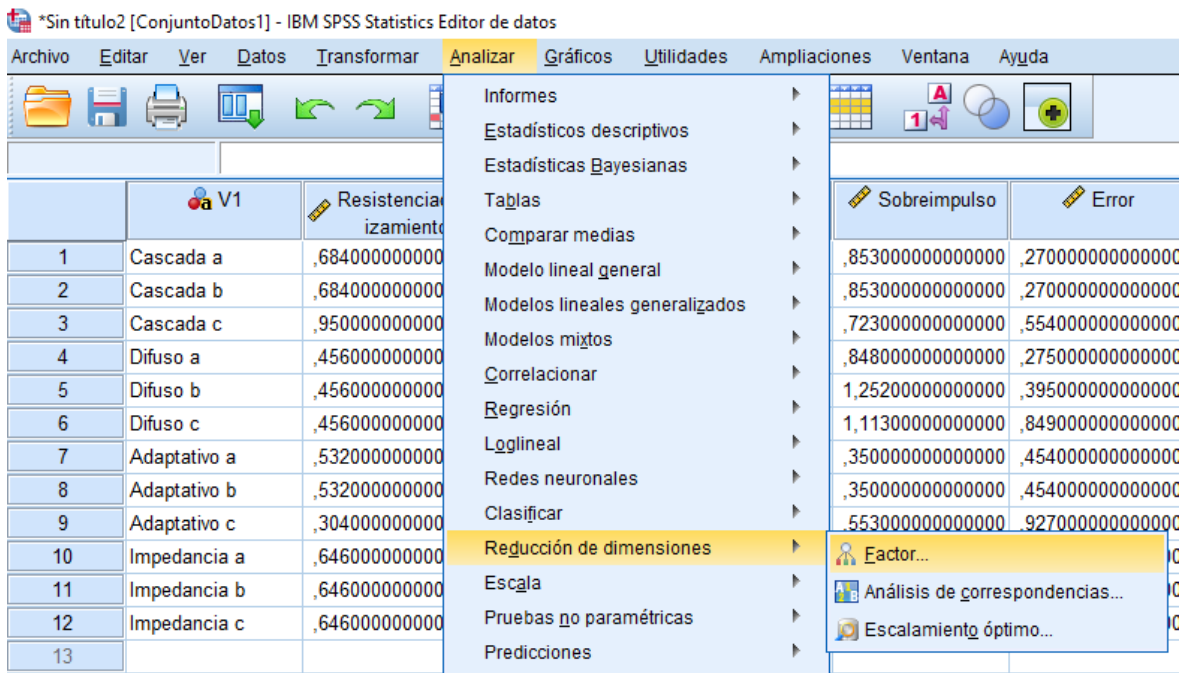 *Sin título2 [ConjuntoDatos1] - IBM SPSS Statistics Editor de datos
Archivo Editar Ver Datos Transformar Analizar Gráficos Utilidades Ampliaciones Ventana Ayuda
Informes
Estadísticos descriptivos
Estadísticas Bayesianas
Tablas
Comparar medias
Modelo lineal general
Modelos lineales generalizados
Modelos mixtos
Correlacionar
Regresión
Loglineal
Redes neuronales
Clasificar
Reducción de dimensiones
Escala
Pruebas no paramétricas
Predicciones
Factor...
Análisis de correspondencias...
Escalamiento óptimo...
A
1
V1 Resistencia Sobreimpulso Error
izamiento
1 Cascada a ,684000000000 ,853000000000000 ,270000000000000
2 Cascada b ,684000000000 ,853000000000000 ,270000000000000
3 Cascada c ,950000000000 ,723000000000000 ,554000000000000
4 Difuso a ,456000000000 ,848000000000000 ,275000000000000
5 Difuso b ,456000000000 1,25200000000000 ,395000000000000
6 Difuso c ,456000000000 1,11300000000000 ,849000000000000
7 Adaptativo a ,532000000000 ,350000000000000 ,454000000000000
8 Adaptativo b ,532000000000 ,350000000000000 ,454000000000000
9 Adaptativo c ,304000000000 ,553000000000000 ,927000000000000
10 Impedancia a ,646000000000
11 Impedancia b ,646000000000
12 Impedancia c ,646000000000
13